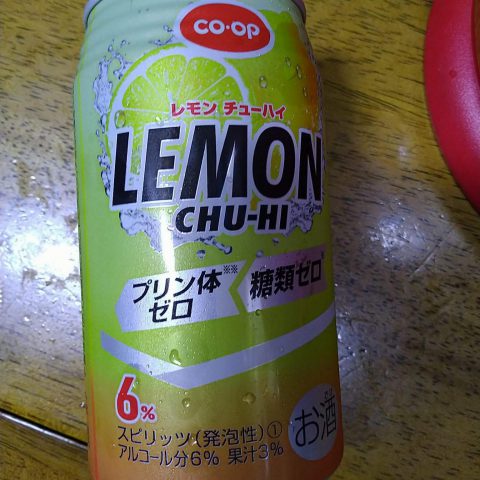 CO·OP
レモン チューハイ
LEMON
CHU-HI
プリン体※※
ゼロ
糖類ゼロ※
6%
スピリッツ(発泡性)①
アルコール分6% 果汁3%
お酒